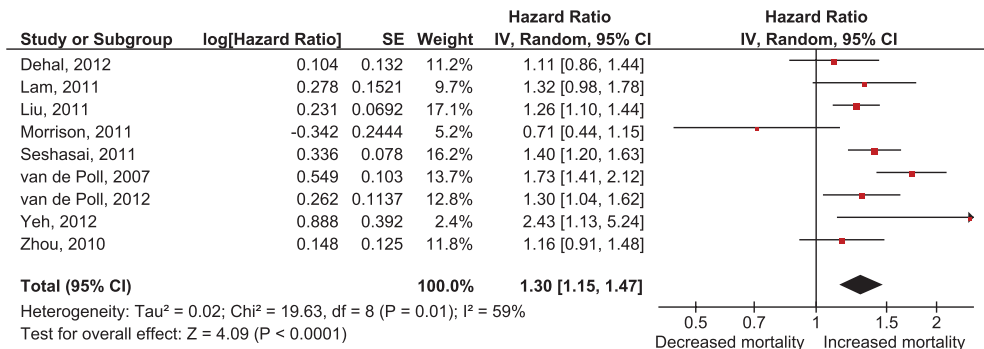 Hazard Ratio Hazard Ratio
Study or Subgroup log[Hazard Ratio] SE Weight IV, Random, 95% CI IV, Random, 95% CI
Dehal, 2012 0.104 0.132 11.2% 1.11 [0.86, 1.44]
Lam, 2011 0.278 0.1521 9.7% 1.32 [0.98, 1.78]
Liu, 2011 0.231 0.0692 17.1% 1.26 [1.10, 1.44]
Morrison, 2011 -0.342 0.2444 5.2% 0.71 [0.44, 1.15]
Seshasai, 2011 0.336 0.078 16.2% 1.40 [1.20, 1.63]
van de Poll, 2007 0.549 0.103 13.7% 1.73 [1.41, 2.12]
van de Poll, 2012 0.262 0.1137 12.8% 1.30 [1.04, 1.62]
Yeh, 2012 0.888 0.392 2.4% 2.43 [1.13, 5.24]
Zhou, 2010 0.148 0.125 11.8% 1.16 [0.91, 1.48]
Total (95% CI) 100.0% 1.30 [1.15, 1.47]
Heterogeneity: Tau² = 0.02; Chi² = 19.63, df = 8 (P = 0.01); I² = 59%
Test for overall effect: Z = 4.09 (P < 0.0001)
0.5 0.7 1 1.5 2
Decreased mortality Increased mortality